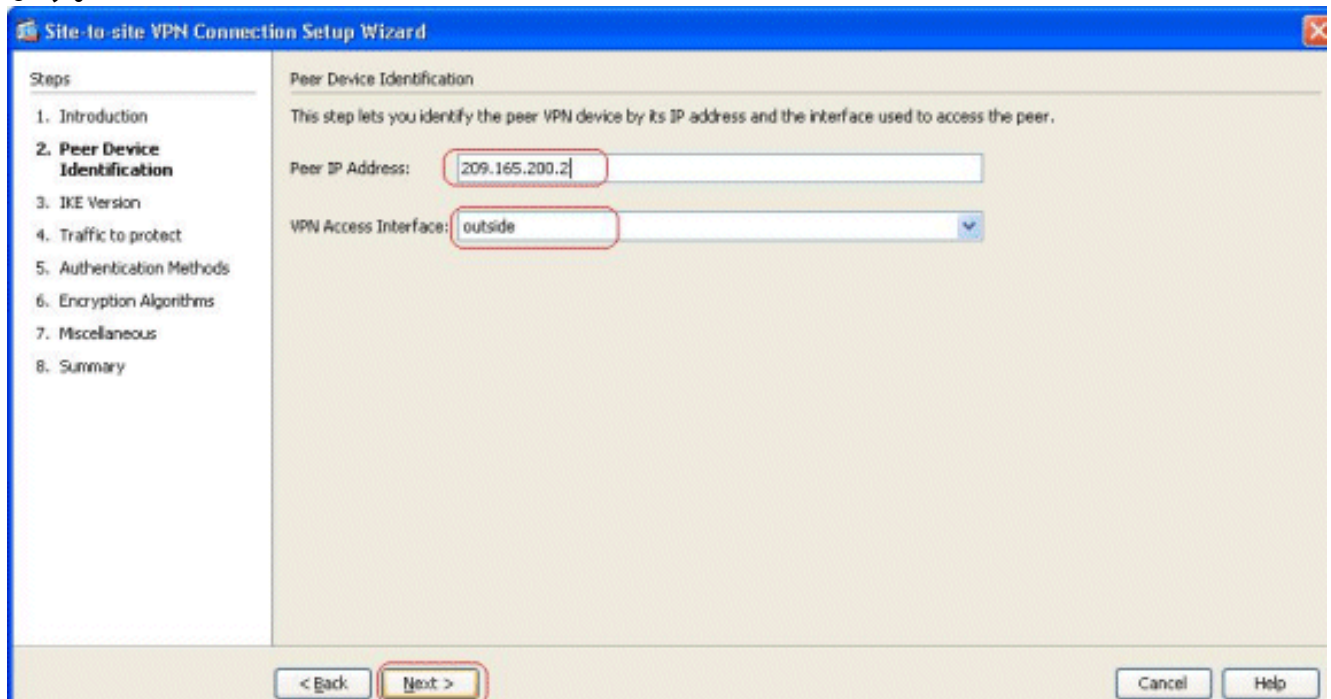 Site-to-site VPN Connection Setup Wizard
Steps
1. Introduction
2. Peer Device
Identification
3. IKE Version
4. Traffic to protect
5. Authentication Methods
6. Encryption Algorithms
7. Miscellaneous
8. Summary
Peer Device Identification
This step lets you identify the peer VPN device by its IP address and the interface used to access the peer.
Peer IP Address: 209.165.200.2
VPN Access Interface: outside
< Back Next > Cancel Help